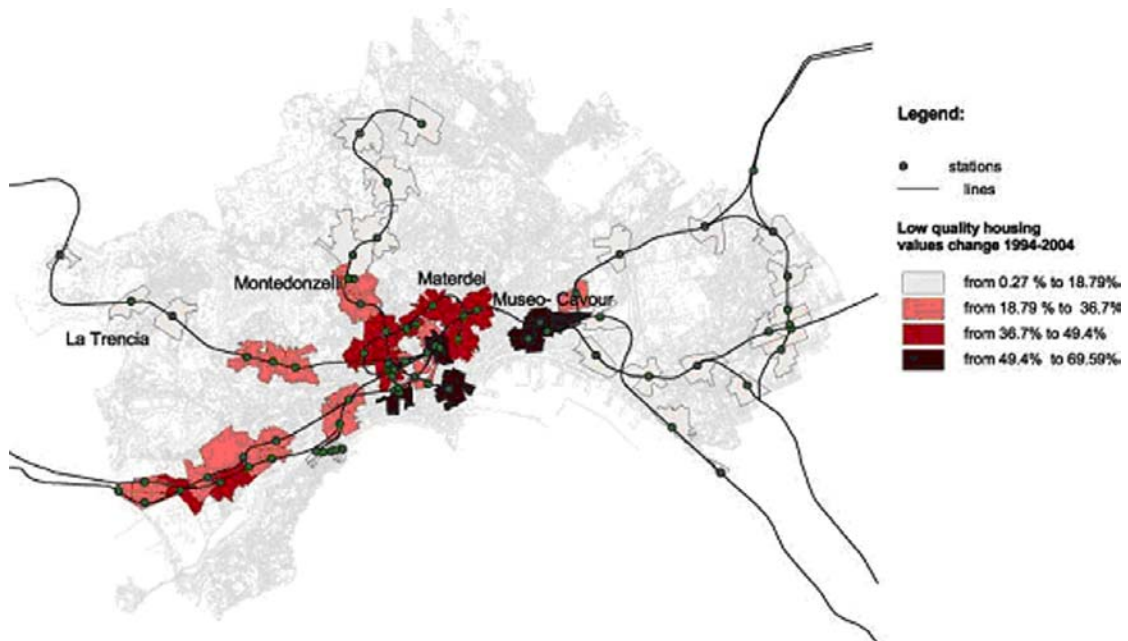 Legend:
stations
lines
Low quality housing
values change 1994-2004
from 0.27 % to 18.79%
from 18.79 % to 36.7%
from 36.7% to 49.4%
from 49.4% to 69.59%
Montedonzelli
Materdei
Museo- Cavour
La Trencia